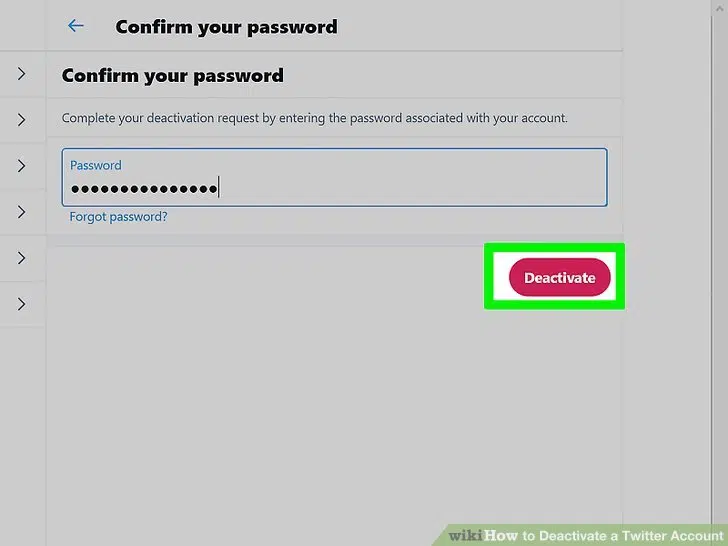 Confirm your password
Confirm your password
Complete your deactivation request by entering the password associated with your account.
Password
●●●●●●●●●●●●●●●
Forgot password?
Deactivate
wikiHow to Deactivate a Twitter Account